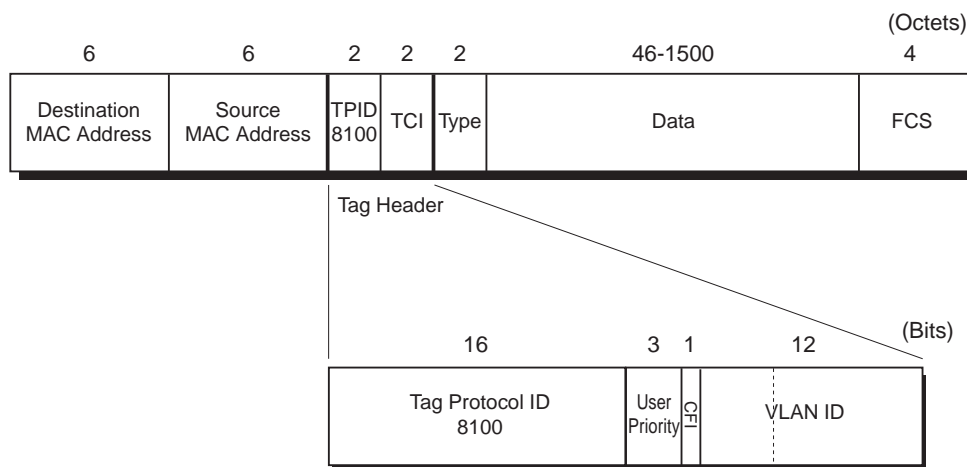 (Octets)
6 6 2 2 2 46-1500 4
Destination MAC Address
Source MAC Address
TPID 8100
TCI
Type
Data
FCS
Tag Header
(Bits)
16 3 1 12
Tag Protocol ID
8100
User
Priority
CFI
VLAN ID